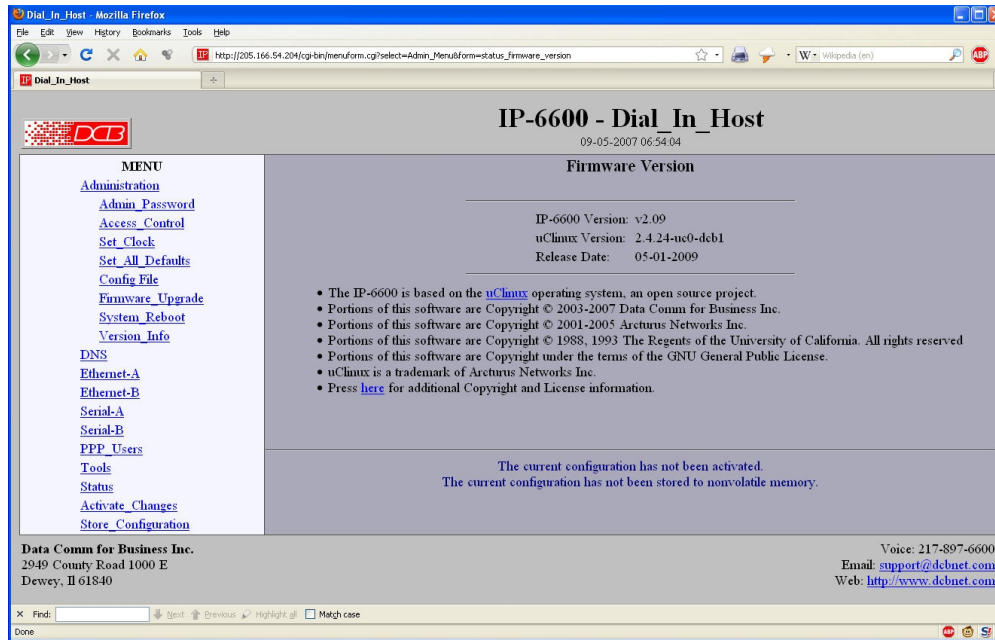 Dial_In_Host - Mozilla Firefox
File Edit View History Bookmarks Tools Help
http://205.166.54.204/cgi-bin/menuform.cgi?select=Admin_Menu&form=status_firmware_version
W Wikipedia (en)
ABP
IP Dial_In_Host
DCB
IP-6600 - Dial_In_Host
09-05-2007 06:54:04
MENU
Administration
Admin_Password
Access_Control
Set_Clock
Set_All_Defaults
Config File
Firmware_Upgrade
System_Reboot
Version_Info
DNS
Ethernet-A
Ethernet-B
Serial-A
Serial-B
PPP_Users
Tools
Status
Activate_Changes
Store_Configuration
Firmware Version
IP-6600 Version: v2.09
uClinux Version: 2.4.24-uc0-dcb1
Release Date: 05-01-2009
• The IP-6600 is based on the uClinux operating system, an open source project.
• Portions of this software are Copyright © 2003-2007 Data Comm for Business Inc.
• Portions of this software are Copyright © 2001-2005 Arcturus Networks Inc.
• Portions of this software are Copyright © 1988, 1993 The Regents of the University of California. All rights reserved
• Portions of this software are Copyright under the terms of the GNU General Public License.
• uClinux is a trademark of Arcturus Networks Inc.
• Press here for additional Copyright and License information.
The current configuration has not been activated.
The current configuration has not been stored to nonvolatile memory.
Data Comm for Business Inc.
2949 County Road 1000 E
Dewey, Il 61840
Voice: 217-897-6600
Email: support@dcbnet.com
Web: http://www.dcbnet.com
Find: Next Previous Highlight all Match case
Done
ABP
S!